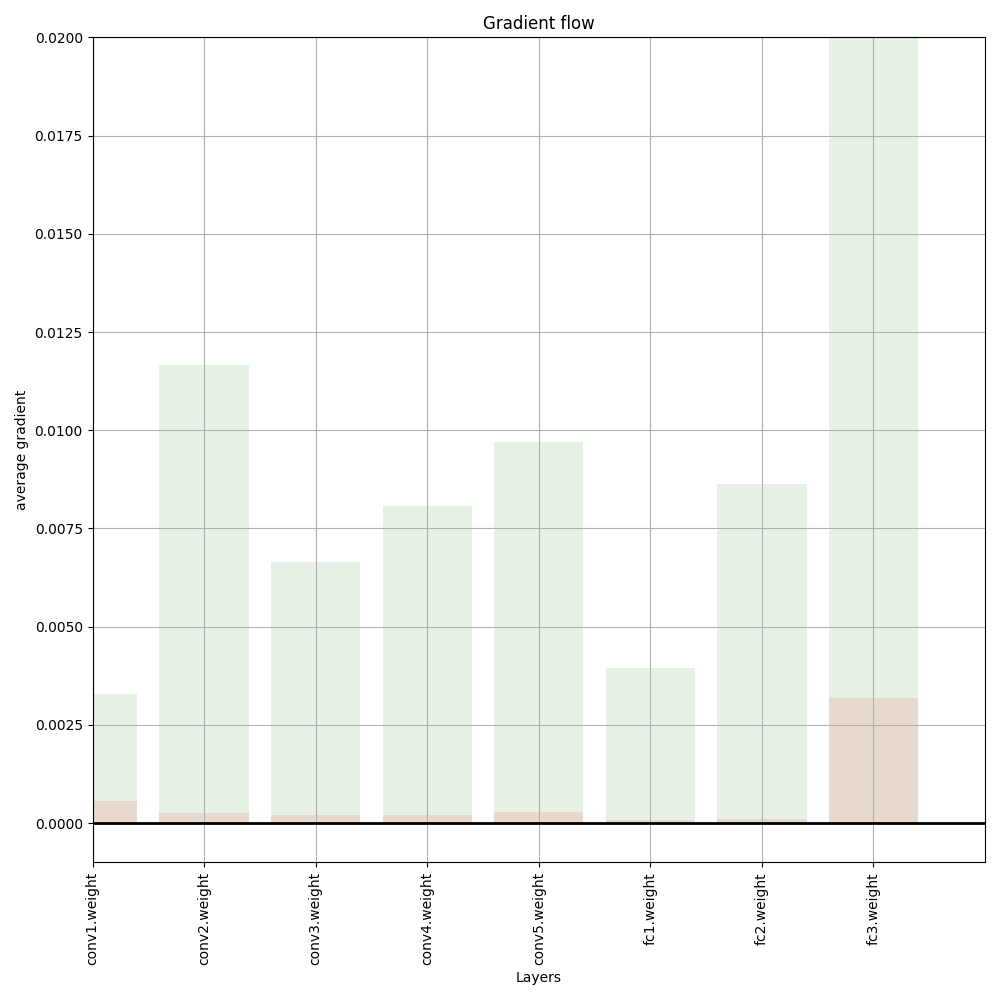 Gradient flow
0.0200
0.0175
0.0150
0.0125
0.0100
0.0075
0.0050
0.0025
0.0000
average gradient
conv1.weight
conv2.weight
conv3.weight
conv4.weight
conv5.weight
fc1.weight
fc2.weight
fc3.weight
Layers